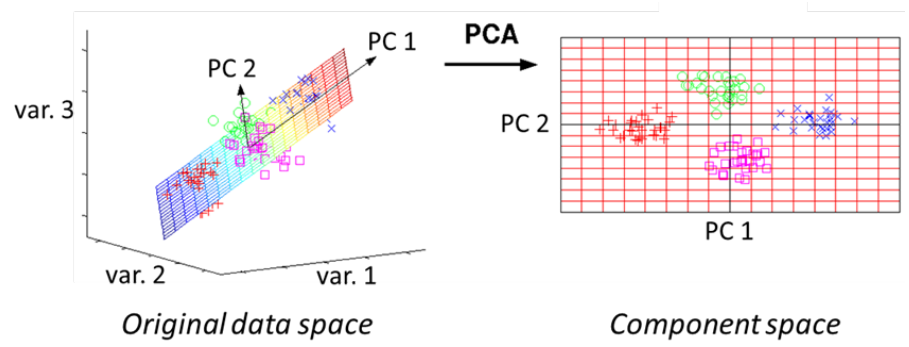 PC 1
PCA
PC 2
var. 3
PC 2
var. 2
var. 1
PC 1
Original data space
Component space